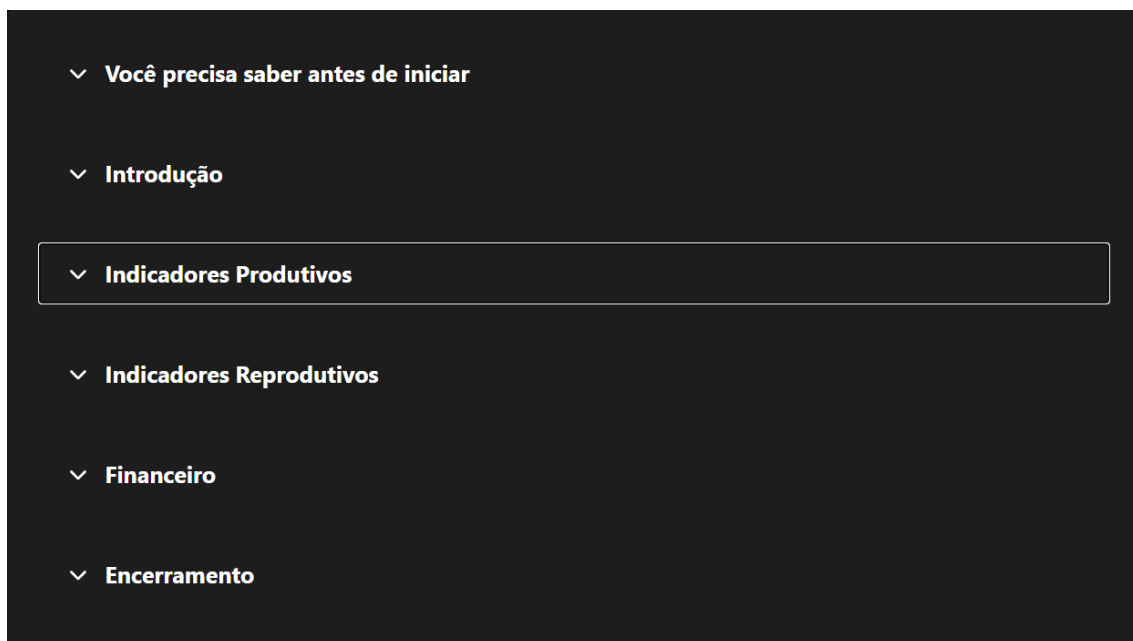 Você precisa saber antes de iniciar
Introdução
Indicadores Produtivos
Indicadores Reprodutivos
Financeiro
Encerramento